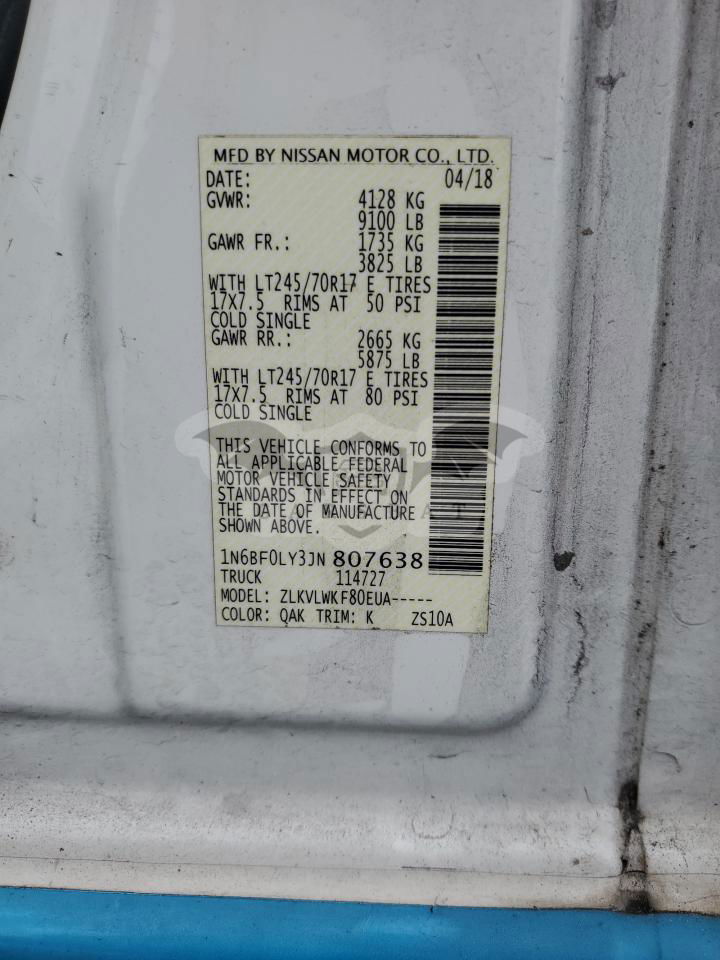 MFD BY NISSAN MOTOR CO., LTD.
DATE: 04/18
GVWR: 4128 KG
9100 LB
GAWR FR.: 1735 KG
3825 LB
WITH LT245/70R17 E TIRES
17X7.5 RIMS AT 50 PSI
COLD SINGLE
GAWR RR.: 2665 KG
5875 LB
WITH LT245/70R17 E TIRES
17X7.5 RIMS AT 80 PSI
COLD SINGLE
THIS VEHICLE CONFORMS TO
ALL APPLICABLE FEDERAL
MOTOR VEHICLE SAFETY
STANDARDS IN EFFECT ON
THE DATE OF MANUFACTURE
SHOWN ABOVE.
1N6BF0LY3JN 807638
TRUCK 114727
MODEL: ZLKVLWKF80EUA-----
COLOR: QAK TRIM: K ZS10A